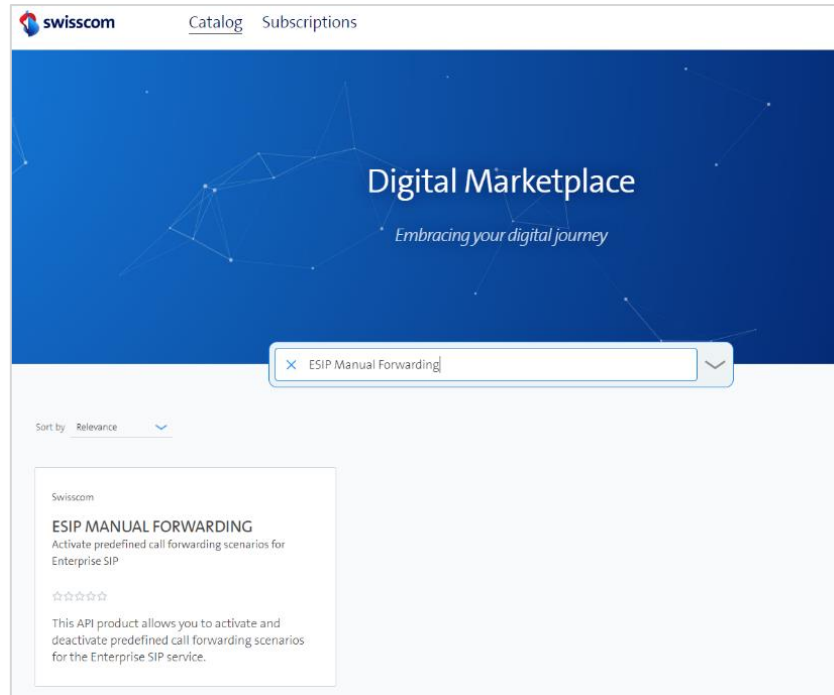 swisscom Catalog Subscriptions
Digital Marketplace
Embracing your digital journey
ESIP Manual Forwarding
Sort by Relevance
Swisscom
ESIP MANUAL FORWARDING
Activate predefined call forwarding scenarios for
Enterprise SIP
This API product allows you to activate and
deactivate predefined call forwarding scenarios
for the Enterprise SIP service.